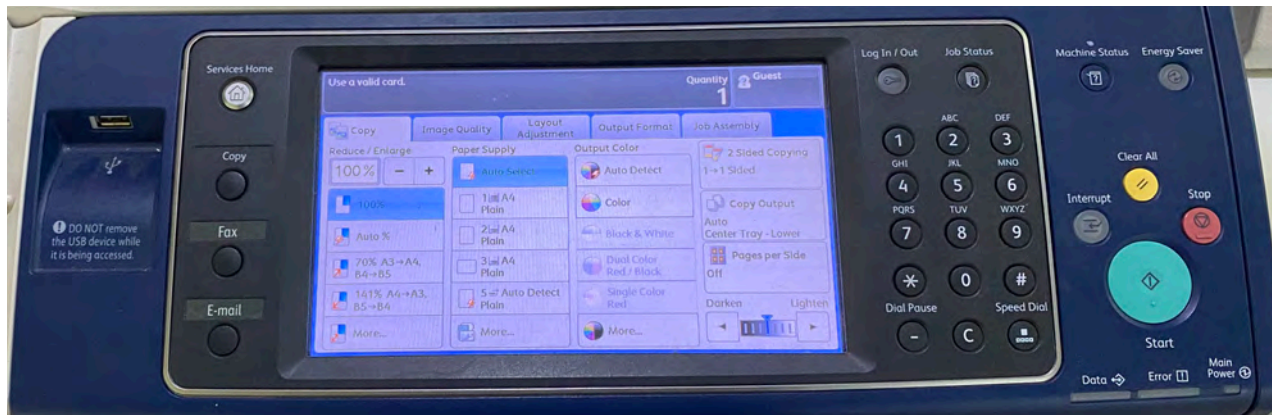 Services Home
Copy
Fax
E-mail
DO NOT remove
the USB device while
it is being accessed.
Use a valid card.
Quantity
1
Guest
Copy
Image Quality
Layout
Adjustment
Output Format
Job Assembly
Reduce / Enlarge
100%
− +
100%
Auto %
70% A3→A4,
B4→B5
141% A4→A3,
B5→B4
More...
Paper Supply
Auto Select
1 A4
Plain
2 A4
Plain
3 A4
Plain
5 Auto Detect
Plain
More...
Output Color
Auto Detect
Color
Black & White
Dual Color
Red / Black
Single Color
Red
More...
2 Sided Copying
1→1 Sided
Copy Output
Auto
Center Tray - Lower
Pages per Side
Off
Darken Lighten
Log In / Out
Job Status
ABC DEF
1 2 3
GHI JKL MNO
4 5 6
PQRS TUV WXYZ
7 8 9
* 0 #
Dial Pause Speed Dial
- C
Machine Status
Energy Saver
Clear All
Interrupt
Stop
Start
Data
Error
Main
Power